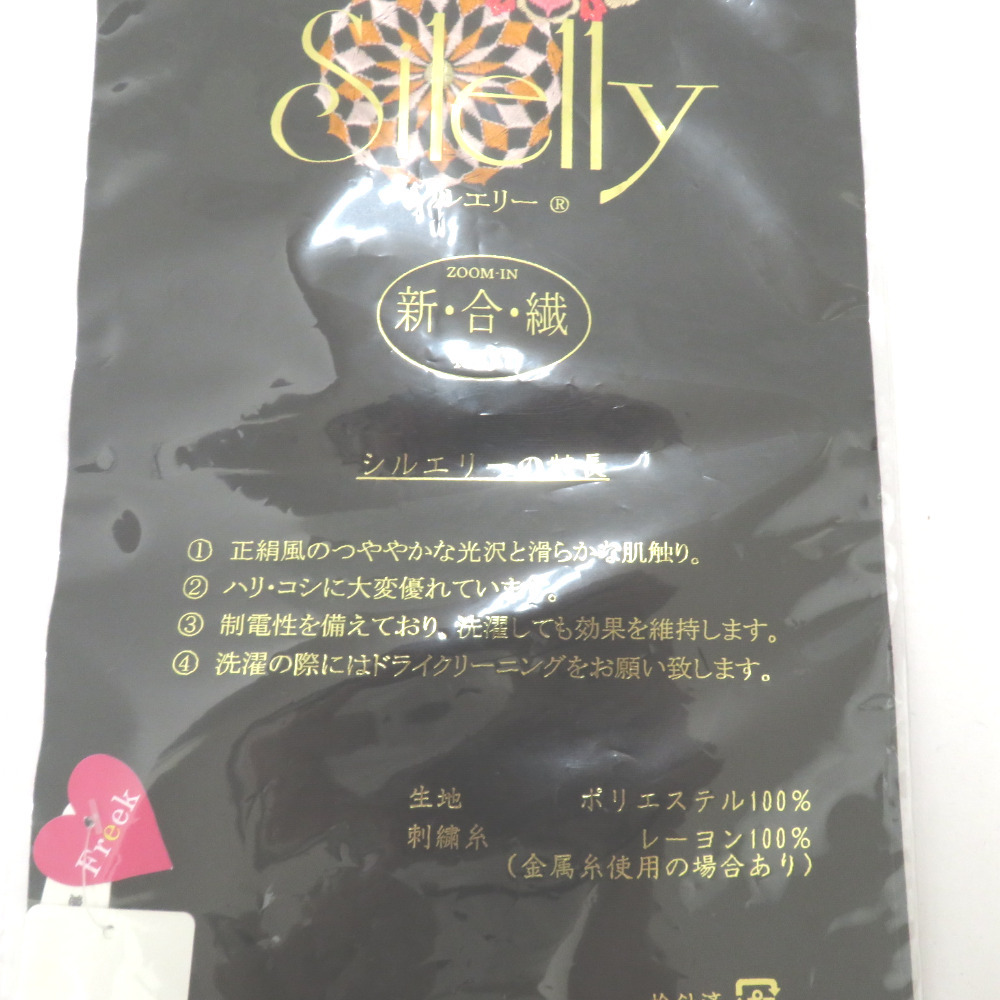 Silelly
ルエリー ®
ZOOM-IN
新・合・繊
シルエリーの特長
① 正絹風のつややかな光沢と滑らかな肌触り。
② ハリ・コシに大変優れています。
③ 制電性を備えており、洗濯しても効果を維持します。
④ 洗濯の際にはドライクリーニングをお願い致します。
生地 ポリエステル100%
刺繍糸 レーヨン100%
(金属糸使用の場合あり)
Freek
検針済